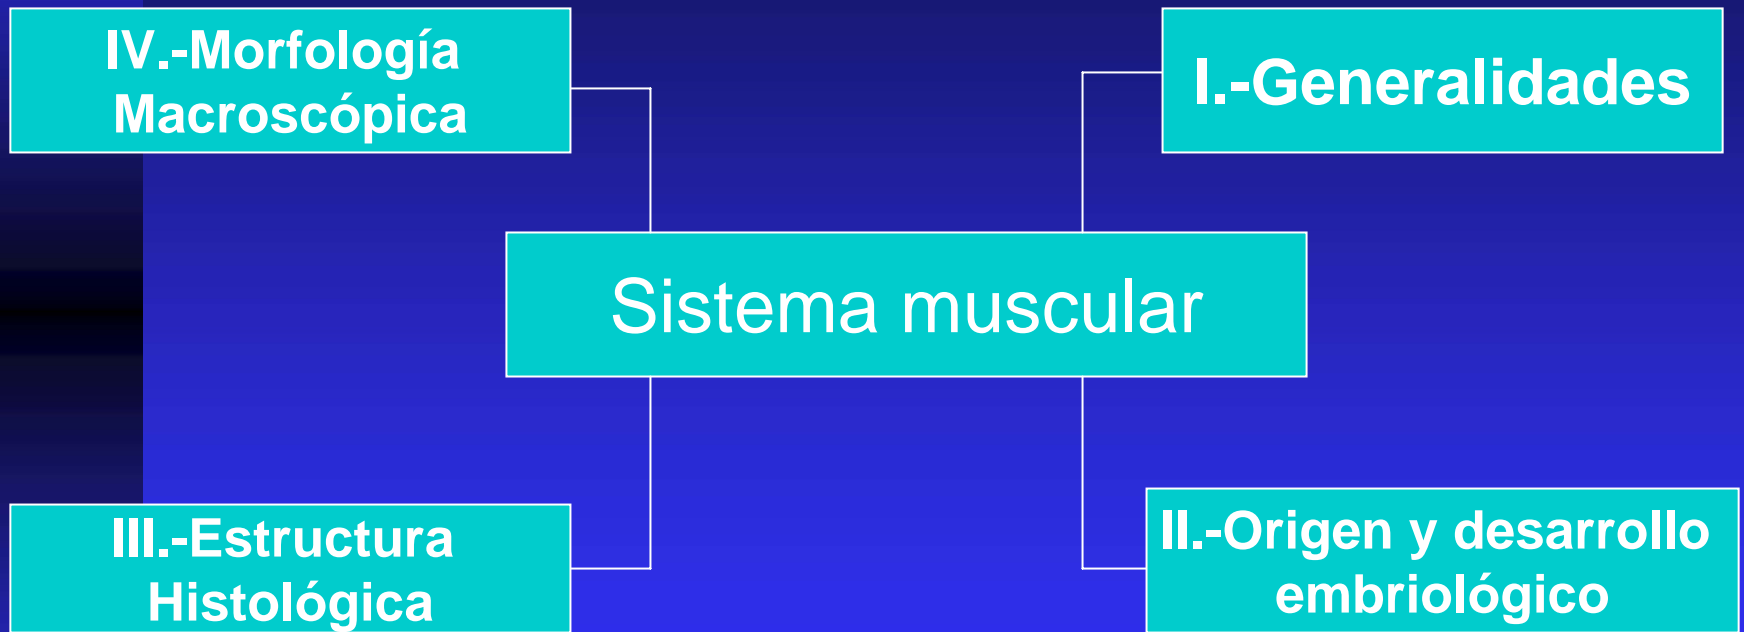 IV.-Morfología
Macroscópica
I.-Generalidades
Sistema muscular
III.-Estructura
Histológica
II.-Origen y desarrollo
embriológico